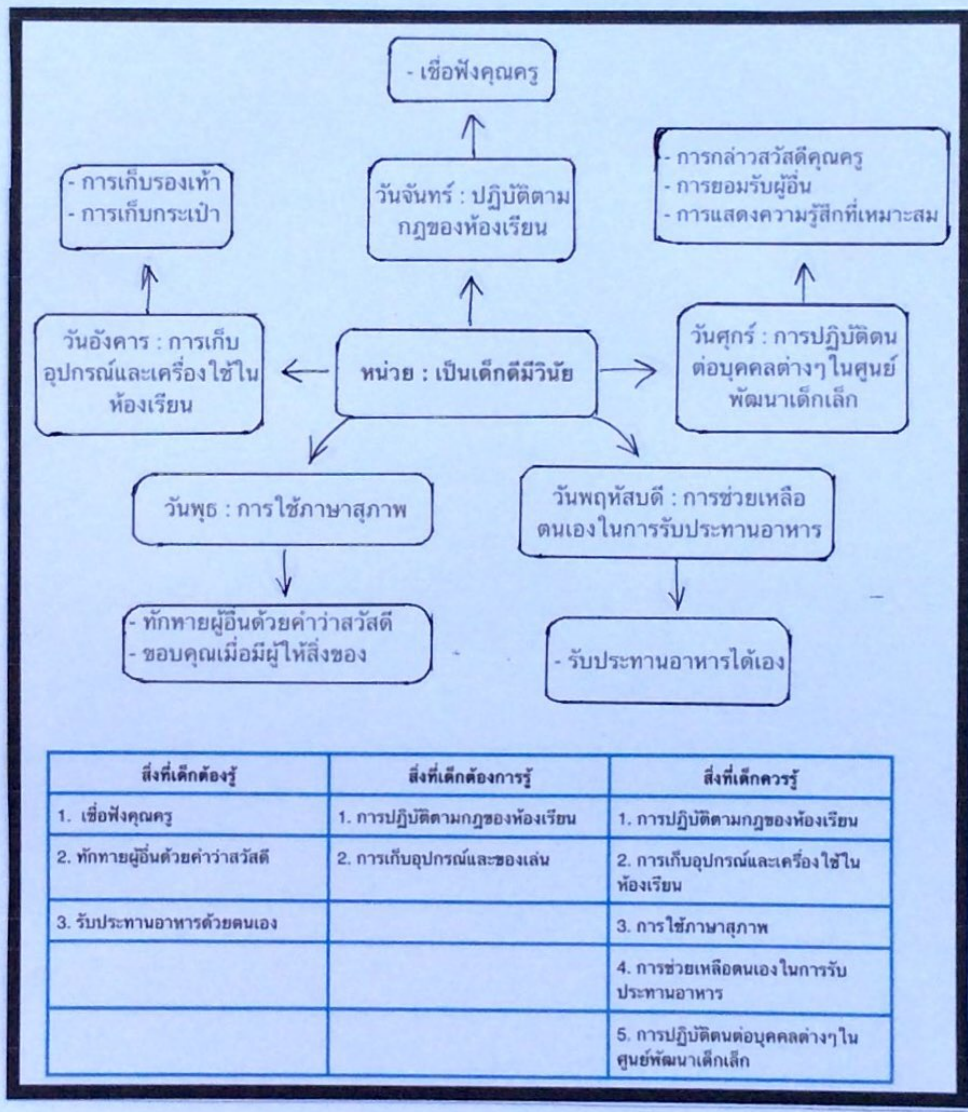 - เชื่อฟังคุณครู
- การเก็บรองเท้า
- การเก็บกระเป๋า
วันจันทร์ : ปฏิบัติตาม
กฎของห้องเรียน
- การกล่าวสวัสดีคุณครู
- การยอมรับผู้อื่น
- การแสดงความรู้สึกที่เหมาะสม
วันอังคาร : การเก็บ
อุปกรณ์และเครื่องใช้ใน
ห้องเรียน
หน่วย : เป็นเด็กดีมีวินัย
วันศุกร์ : การปฏิบัติตน
ต่อบุคคลต่างๆในศูนย์
พัฒนาเด็กเล็ก
วันพุธ : การใช้ภาษาสุภาพ
วันพฤหัสบดี : การช่วยเหลือ
ตนเองในการรับประทานอาหาร
- ทักทายผู้อื่นด้วยคำว่าสวัสดี
- ขอบคุณเมื่อมีผู้ให้สิ่งของ
- รับประทานอาหารได้เอง
สิ่งที่เด็กต้องรู้
สิ่งที่เด็กต้องการรู้
สิ่งที่เด็กควรรู้
1. เชื่อฟังคุณครู
1. การปฏิบัติตามกฎของห้องเรียน
1. การปฏิบัติตามกฎของห้องเรียน
2. ทักทายผู้อื่นด้วยคำว่าสวัสดี
2. การเก็บอุปกรณ์และของเล่น
2. การเก็บอุปกรณ์และเครื่องใช้ใน
ห้องเรียน
3. รับประทานอาหารด้วยตนเอง
3. การใช้ภาษาสุภาพ
4. การช่วยเหลือตนเองในการรับ
ประทานอาหาร
5. การปฏิบัติตนต่อบุคคลต่างๆใน
ศูนย์พัฒนาเด็กเล็ก